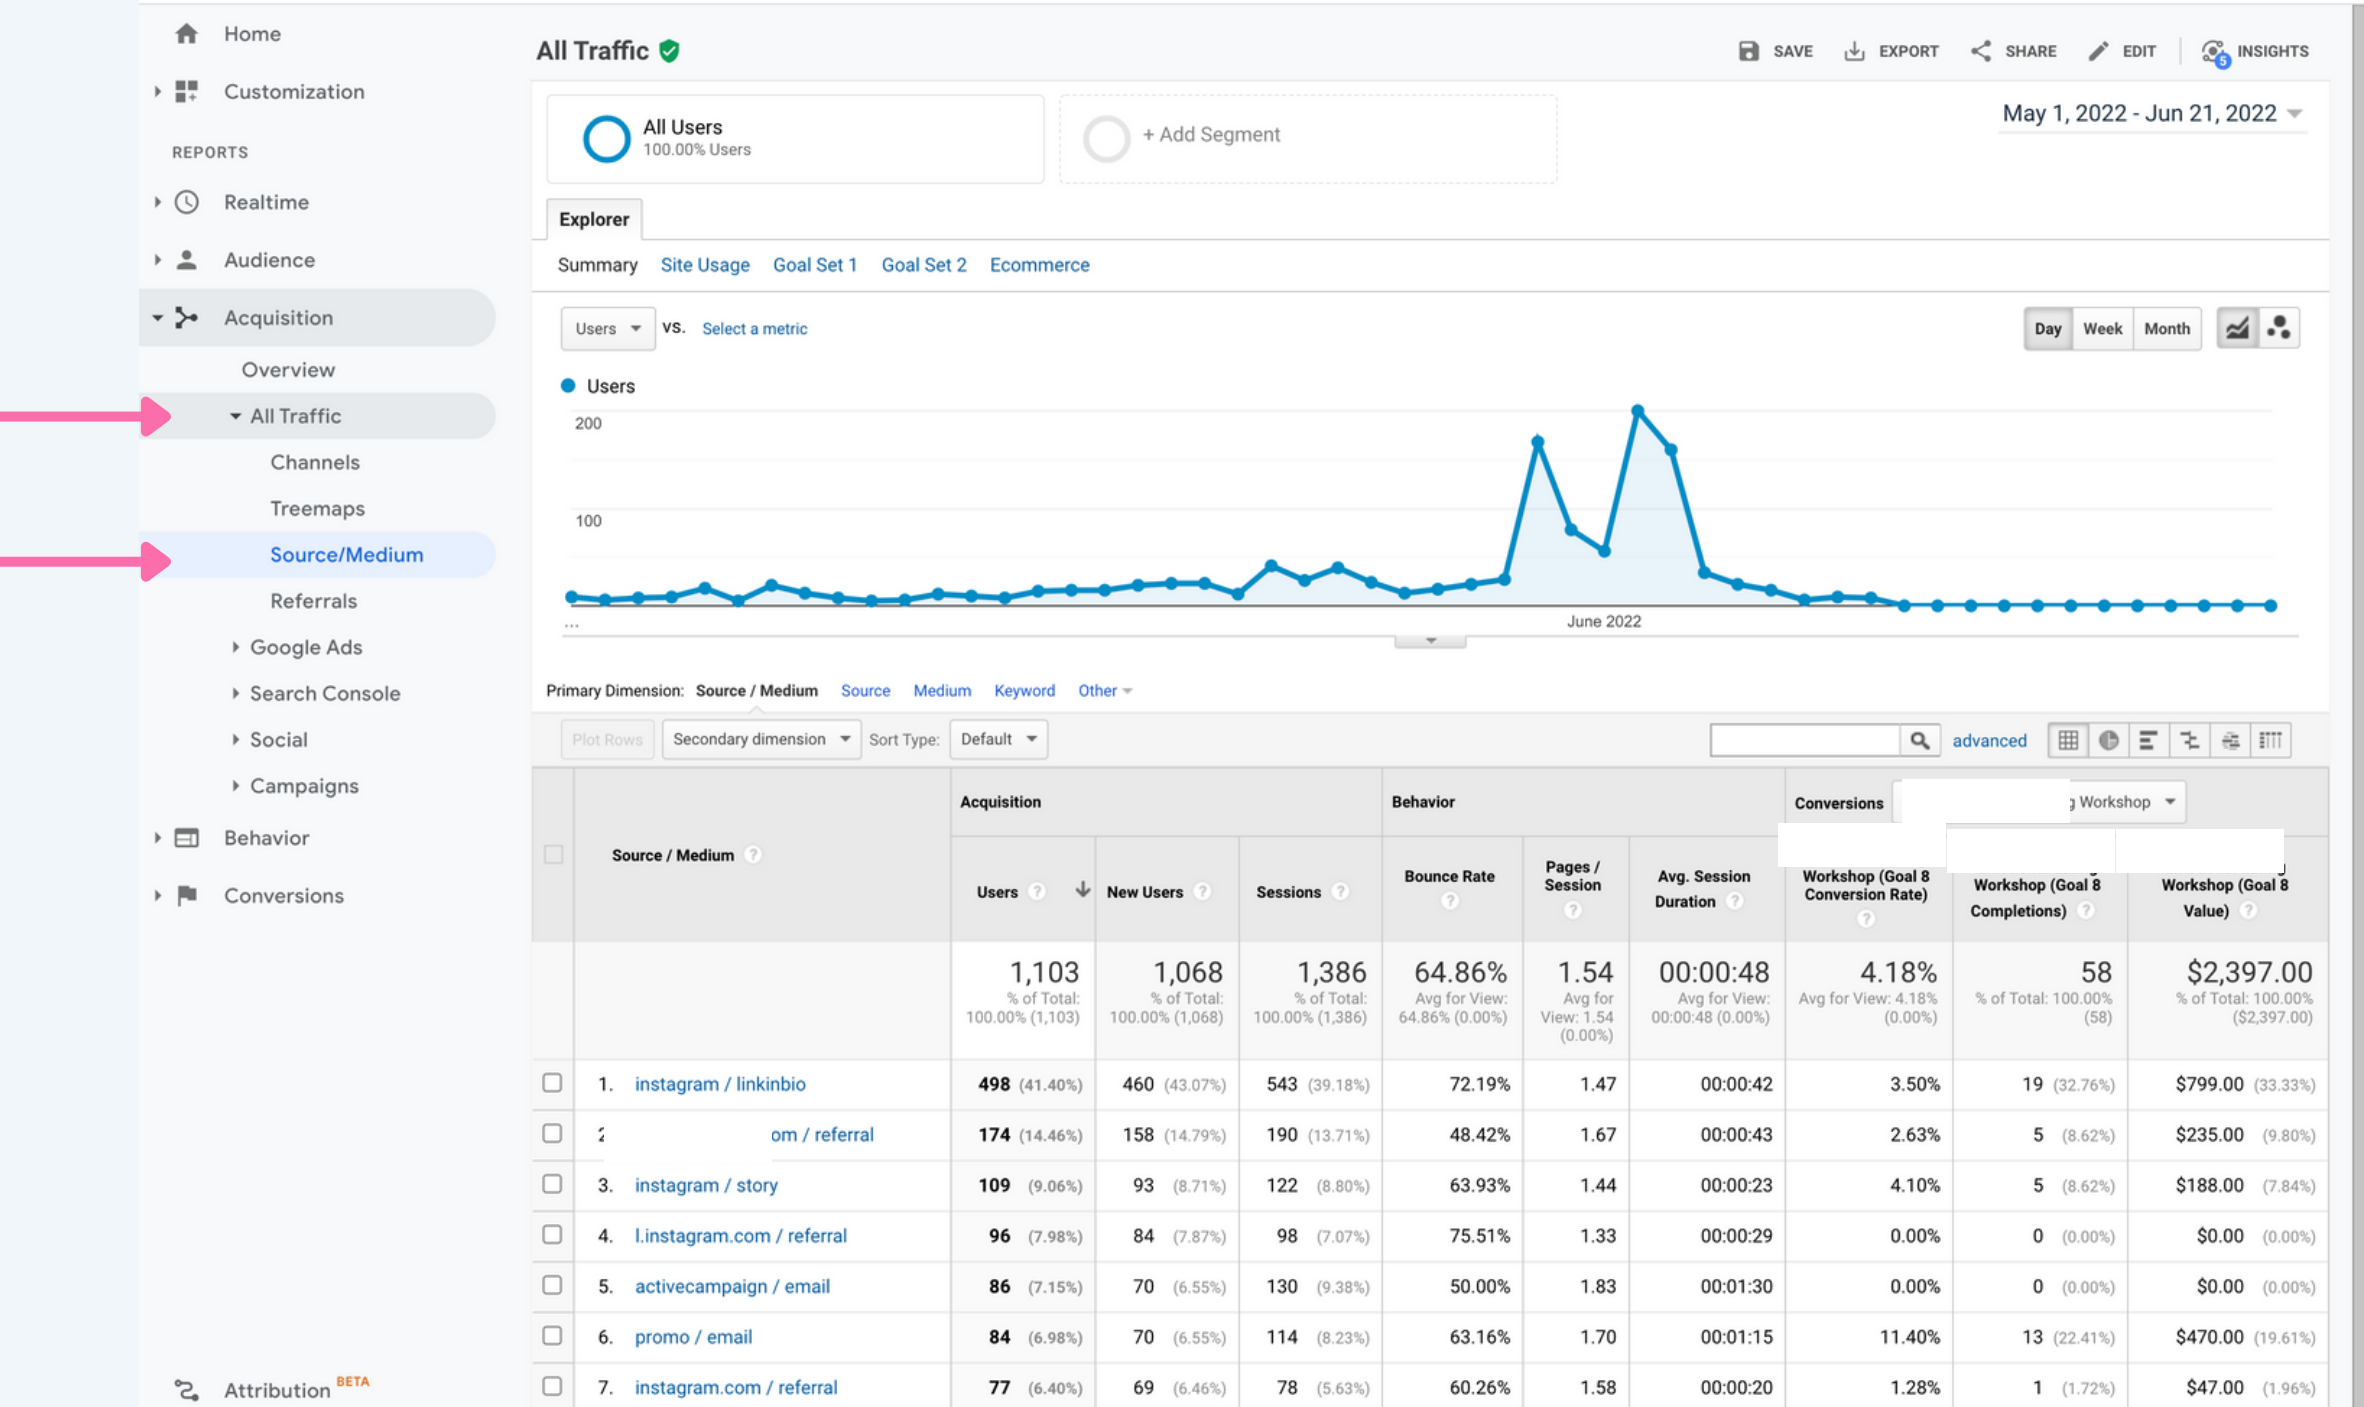 Home
Customization
REPORTS
Realtime
Audience
Acquisition
Overview
All Traffic
Channels
Treemaps
Source/Medium
Referrals
Google Ads
Search Console
Social
Campaigns
Behavior
Conversions
Attribution BETA
All Traffic
SAVE EXPORT SHARE EDIT 5 INSIGHTS
All Users
100.00% Users
+ Add Segment
May 1, 2022 - Jun 21, 2022
Explorer
Summary Site Usage Goal Set 1 Goal Set 2 Ecommerce
Users VS. Select a metric
Day Week Month
Users
200
100
... June 2022
Primary Dimension: Source / Medium Source Medium Keyword Other
Plot Rows Secondary dimension Sort Type: Default advanced
Acquisition Behavior Conversions Workshop
Source / Medium ?
Users ? New Users ? Sessions ?
Bounce Rate ?
Pages / Session ?
Avg. Session Duration ?
Workshop (Goal 8 Conversion Rate) ?
Workshop (Goal 8 Completions) ?
Workshop (Goal 8 Value) ?
1,103 1,068 1,386 64.86% 1.54 00:00:48 4.18% 58 $2,397.00
% of Total: 100.00% (1,103)
% of Total: 100.00% (1,068)
% of Total: 100.00% (1,386)
Avg for View: 64.86% (0.00%)
Avg for View: 1.54 (0.00%)
Avg for View: 00:00:48 (0.00%)
Avg for View: 4.18% (0.00%)
% of Total: 100.00% (58)
% of Total: 100.00% ($2,397.00)
1. instagram / linkinbio 498 (41.40%) 460 (43.07%) 543 (39.18%) 72.19% 1.47 00:00:42 3.50% 19 (32.76%) $799.00 (33.33%)
2 om / referral 174 (14.46%) 158 (14.79%) 190 (13.71%) 48.42% 1.67 00:00:43 2.63% 5 (8.62%) $235.00 (9.80%)
3. instagram / story 109 (9.06%) 93 (8.71%) 122 (8.80%) 63.93% 1.44 00:00:23 4.10% 5 (8.62%) $188.00 (7.84%)
4. l.instagram.com / referral 96 (7.98%) 84 (7.87%) 98 (7.07%) 75.51% 1.33 00:00:29 0.00% 0 (0.00%) $0.00 (0.00%)
5. activecampaign / email 86 (7.15%) 70 (6.55%) 130 (9.38%) 50.00% 1.83 00:01:30 0.00% 0 (0.00%) $0.00 (0.00%)
6. promo / email 84 (6.98%) 70 (6.55%) 114 (8.23%) 63.16% 1.70 00:01:15 11.40% 13 (22.41%) $470.00 (19.61%)
7. instagram.com / referral 77 (6.40%) 69 (6.46%) 78 (5.63%) 60.26% 1.58 00:00:20 1.28% 1 (1.72%) $47.00 (1.96%)